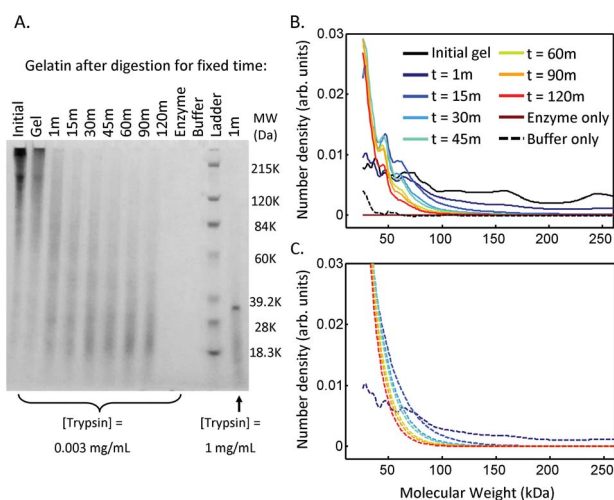 A.
Gelatin after digestion for fixed time:
Initial
Gel
1m
15m
30m
45m
60m
90m
120m
Enzyme
Buffer
Ladder
1m
MW
(Da)
215K
120K
84K
60K
39.2K
28K
18.3K
[Trypsin] =
0.003 mg/mL
[Trypsin] =
1 mg/mL
B.
0.03
0.02
0.01
0
Number density (arb. units)
Initial gel
t = 1m
t = 15m
t = 30m
t = 45m
t = 60m
t = 90m
t = 120m
Enzyme only
Buffer only
50 100 150 200 250
C.
0.03
0.02
0.01
0
Number density (arb. units)
50 100 150 200 250
Molecular Weight (kDa)